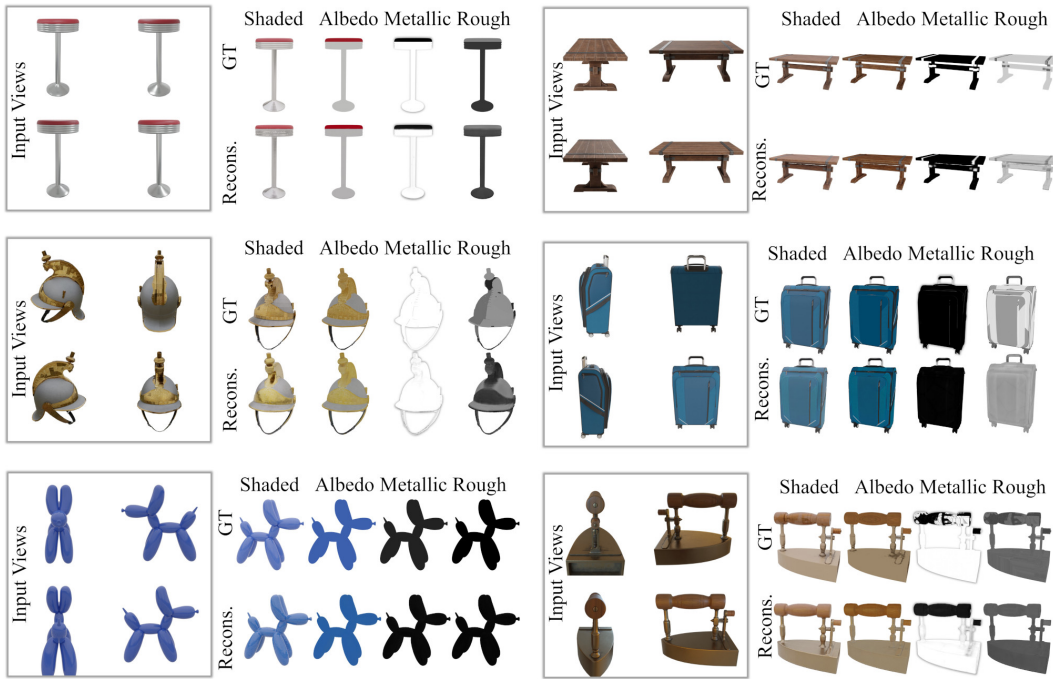 Shaded Albedo Metallic Rough
Input Views
GT
Recons.
Shaded Albedo Metallic Rough
Input Views
GT
Recons.
Shaded Albedo Metallic Rough
Input Views
GT
Recons.
Shaded Albedo Metallic Rough
Input Views
GT
Recons.
Shaded Albedo Metallic Rough
Input Views
GT
Recons.
Shaded Albedo Metallic Rough
Input Views
GT
Recons.